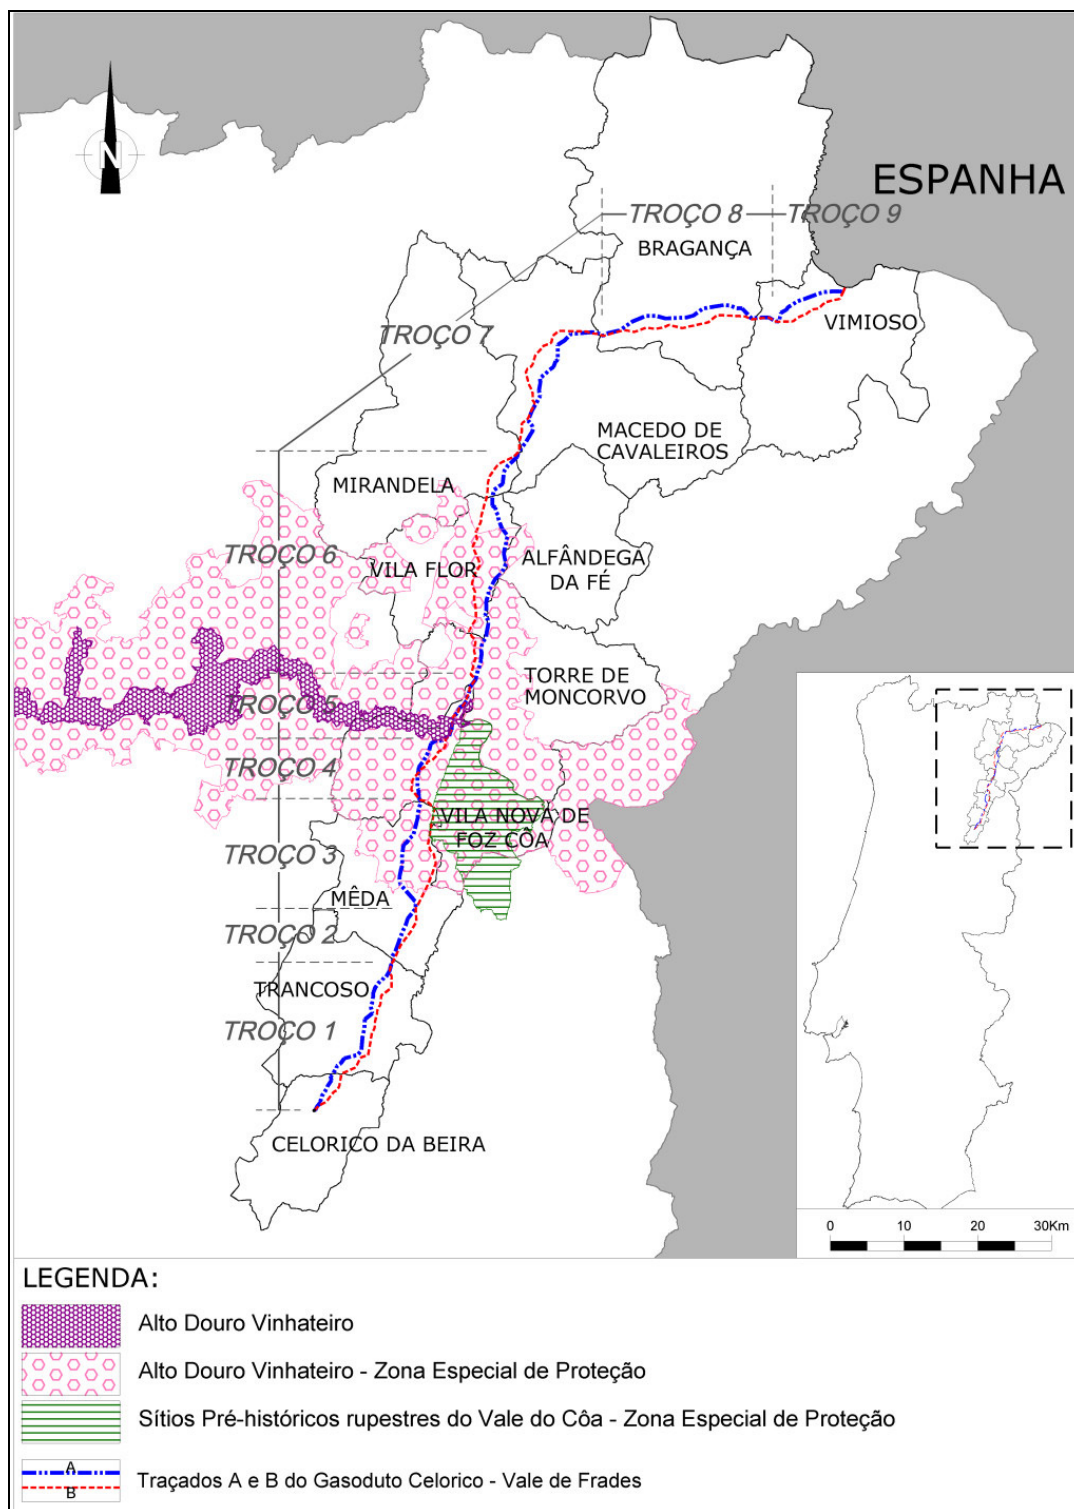 N
ESPANHA
TROÇO 8
TROÇO 9
BRAGANÇA
TROÇO 7
VIMIOSO
MACEDO DE
CAVALEIROS
MIRANDELA
TROÇO 6
VILA FLOR
ALFÂNDEGA
DA FÉ
TORRE DE
MONCORVO
TROÇO 5
TROÇO 4
VILA NOVA DE
FOZ CÔA
TROÇO 3
MÊDA
TROÇO 2
TRANCOSO
TROÇO 1
CELORICO DA BEIRA
0 10 20 30Km
LEGENDA:
Alto Douro Vinhateiro
Alto Douro Vinhateiro - Zona Especial de Proteção
Sítios Pré-históricos rupestres do Vale do Côa - Zona Especial de Proteção
A
B
Traçados A e B do Gasoduto Celorico - Vale de Frades